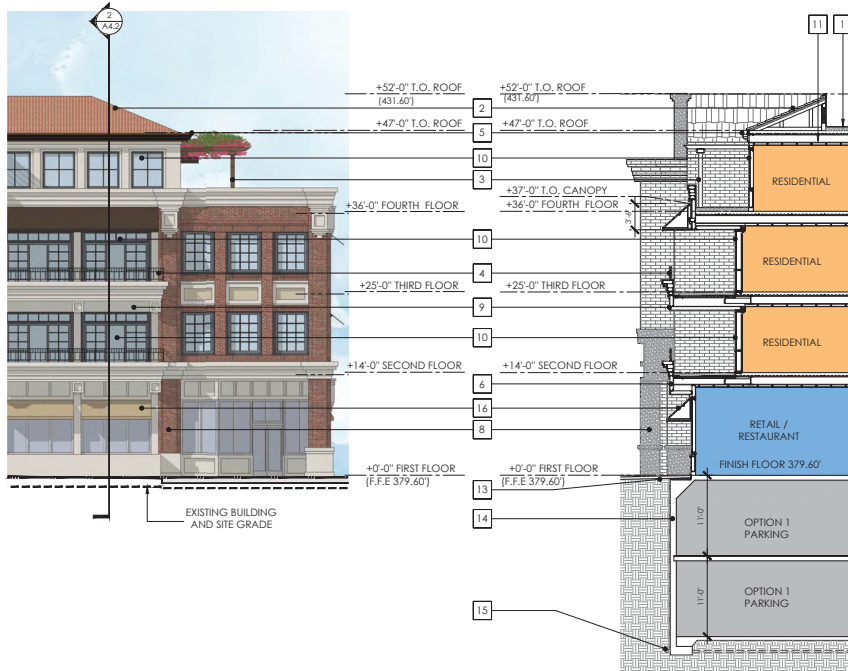 2
A4.2
11
1
+52'-0" T.O. ROOF
(431.60')
+52'-0" T.O. ROOF
(431.60')
2
+47'-0" T.O. ROOF
5
+47'-0" T.O. ROOF
10
3
RESIDENTIAL
+37'-0" T.O. CANOPY
+36'-0" FOURTH FLOOR
+36'-0" FOURTH FLOOR
3'-8"
10
RESIDENTIAL
4
+25'-0" THIRD FLOOR
+25'-0" THIRD FLOOR
9
10
RESIDENTIAL
+14'-0" SECOND FLOOR
+14'-0" SECOND FLOOR
6
16
8
RETAIL /
RESTAURANT
FINISH FLOOR 379.60'
+0'-0" FIRST FLOOR
(F.F.E 379.60')
+0'-0" FIRST FLOOR
(F.F.E 379.60')
13
EXISTING BUILDING
AND SITE GRADE
14
11'-0"
OPTION 1
PARKING
11'-0"
OPTION 1
PARKING
15